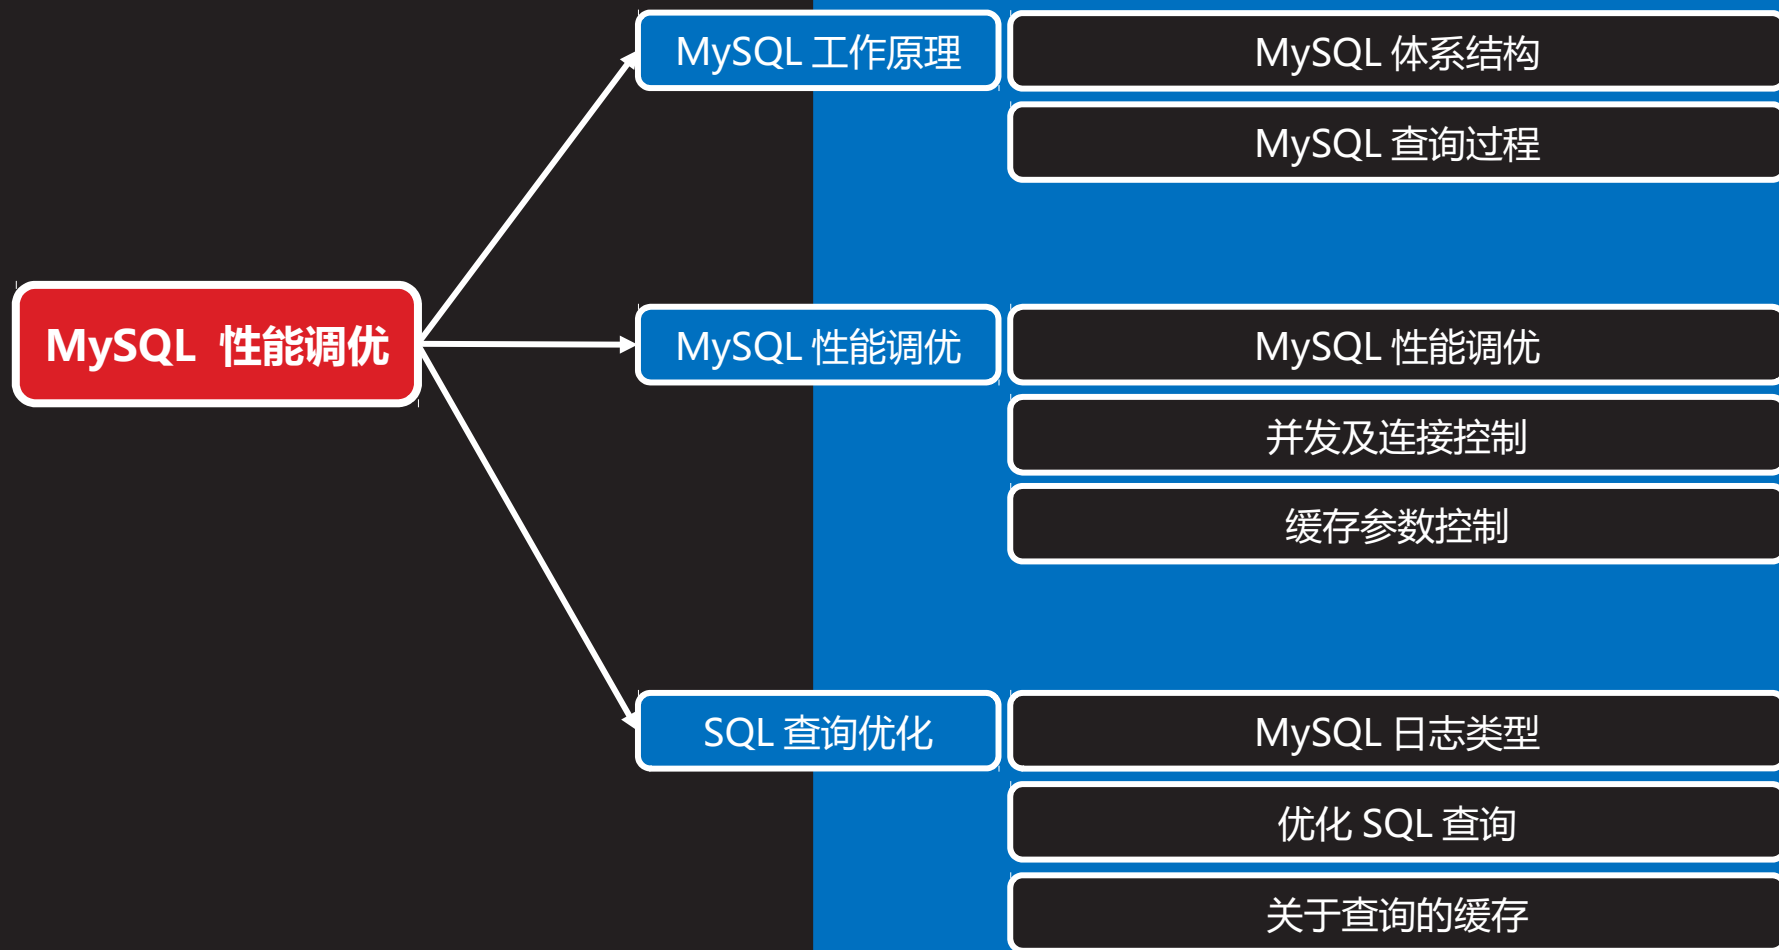 MySQL 工作原理
MySQL 体系结构
MySQL 查询过程
MySQL 性能调优
MySQL 性能调优
MySQL 性能调优
并发及连接控制
缓存参数控制
SQL 查询优化
MySQL 日志类型
优化 SQL 查询
关于查询的缓存